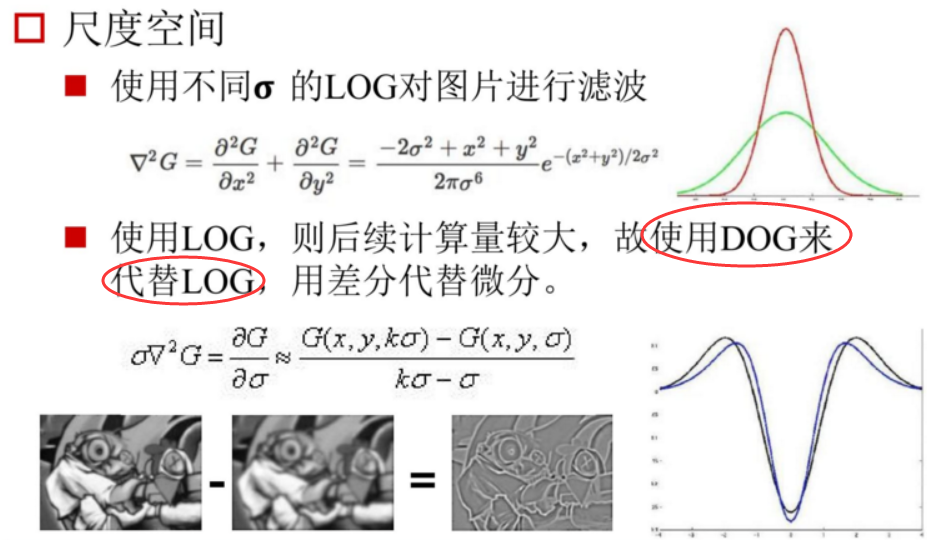 尺度空间
使用不同σ 的LOG对图片进行滤波
∇²G = ∂²G/∂x² + ∂²G/∂y² = (-2σ² + x² + y²)/(2πσ⁶) e^(-(x²+y²)/2σ²)
使用LOG，则后续计算量较大，故使用DOG来
代替LOG，用差分代替微分。
σ∇²G = ∂G/∂σ ≈ (G(x, y, kσ) − G(x, y, σ))/(kσ − σ)
- =